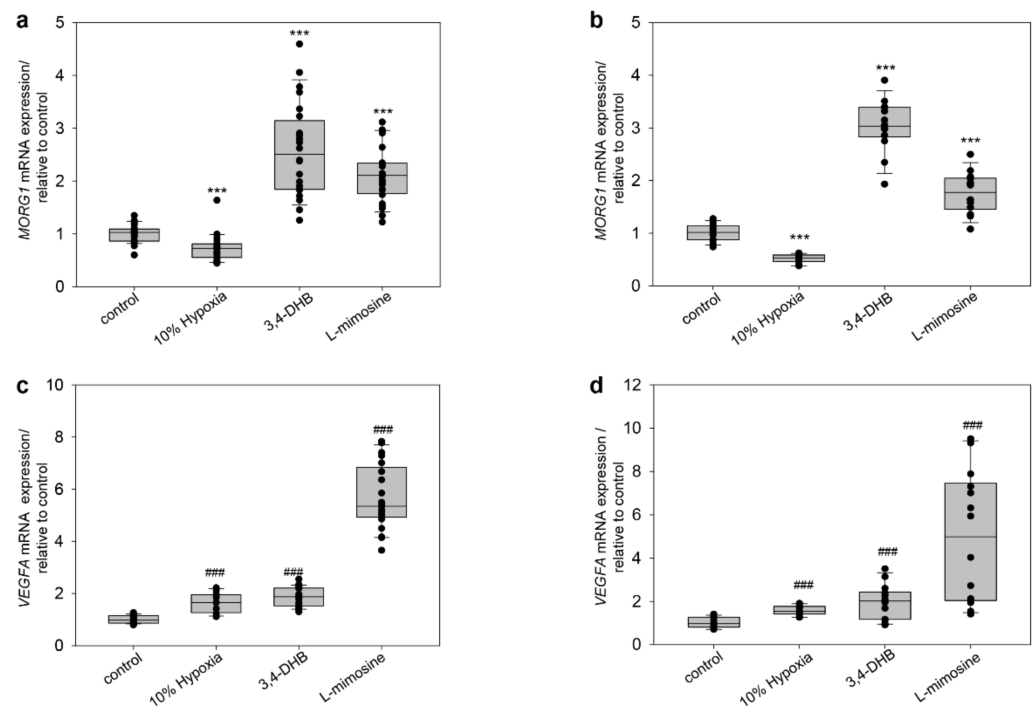 a
MORG1 mRNA expression/
relative to control
5
4
3
2
1
0
***
***
***
control
10% Hypoxia
3,4-DHB
L-mimosine
b
MORG1 mRNA expression/
relative to control
5
4
3
2
1
0
***
***
***
control
10% Hypoxia
3,4-DHB
L-mimosine
c
VEGFA mRNA expression/
relative to control
10
8
6
4
2
0
###
###
###
control
10% Hypoxia
3,4-DHB
L-mimosine
d
VEGFA mRNA expression /
relative to control
12
10
8
6
4
2
0
###
###
###
control
10% Hypoxia
3,4-DHB
L-mimosine